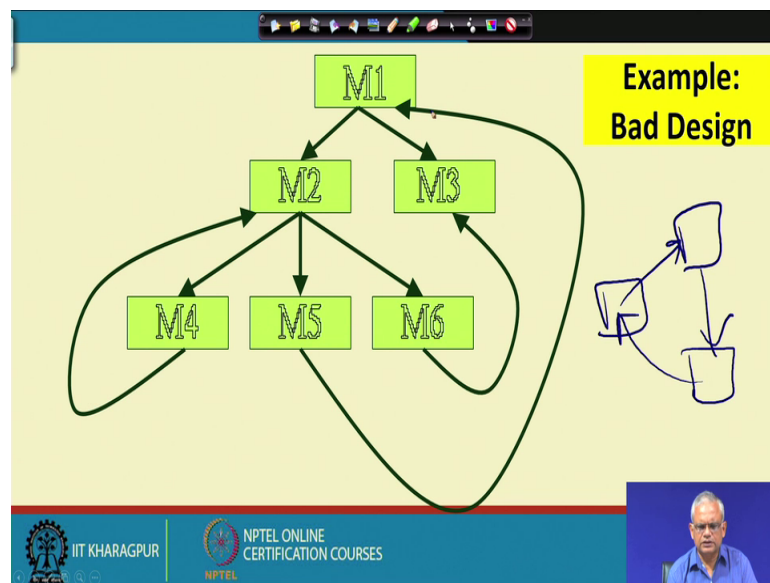 M1
Example:
Bad Design
M2
M3
M4
M5
M6
IIT KHARAGPUR
NPTEL
NPTEL ONLINE
CERTIFICATION COURSES